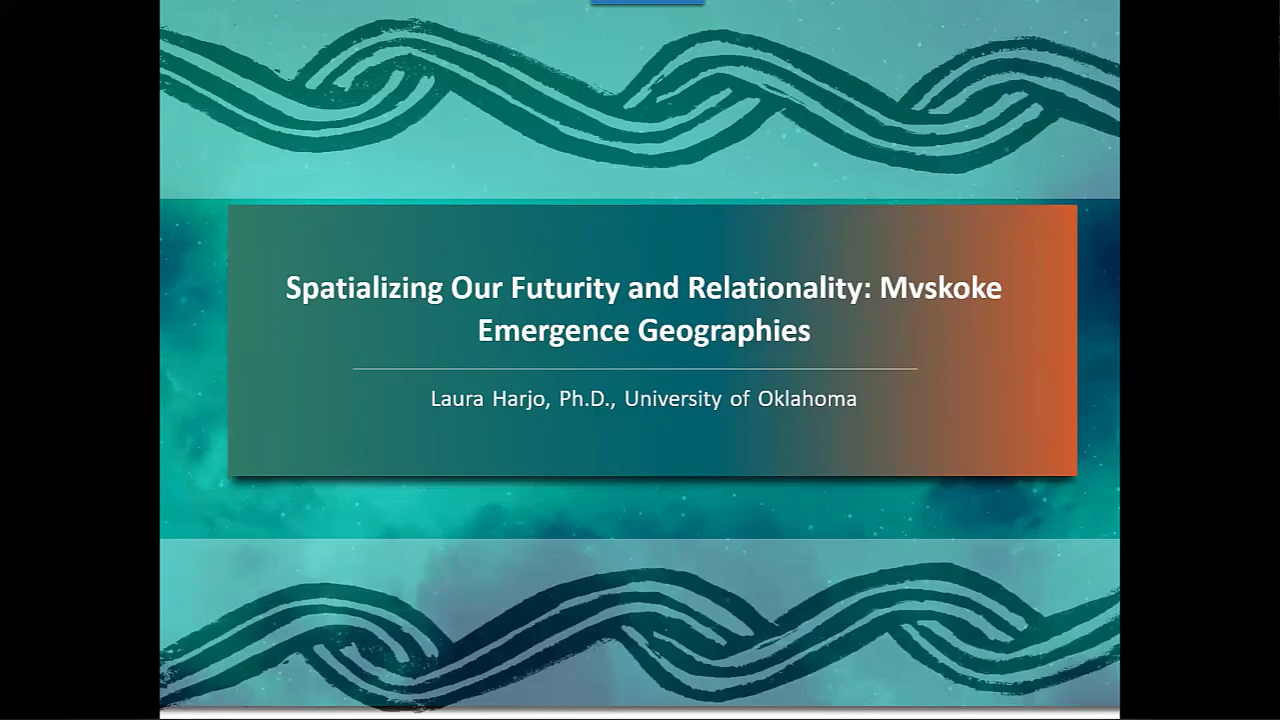 Spatializing Our Futurity and Relationality: Mvskoke
Emergence Geographies
Laura Harjo, Ph.D., University of Oklahoma